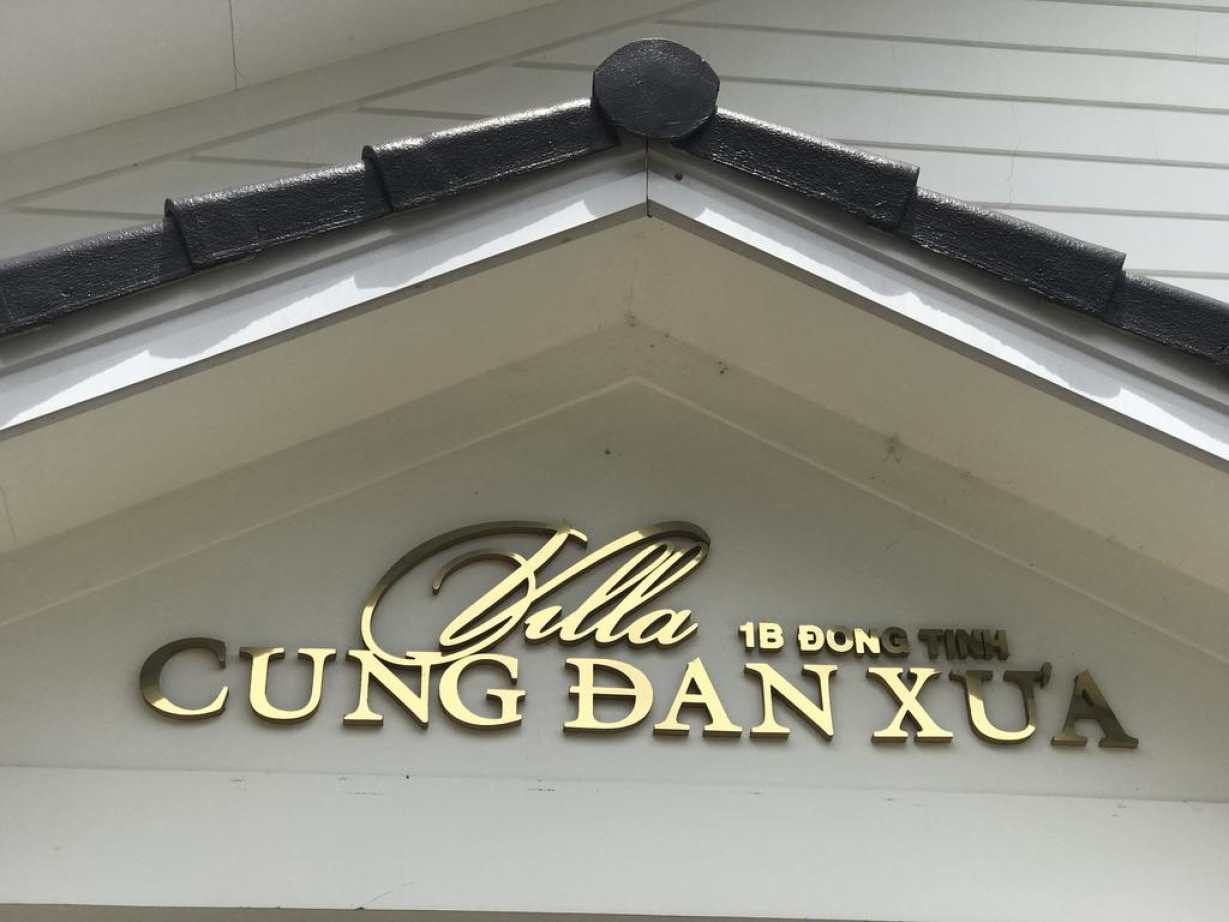 Villa
1B ĐONG TINH
CUNG ĐAN XƯA